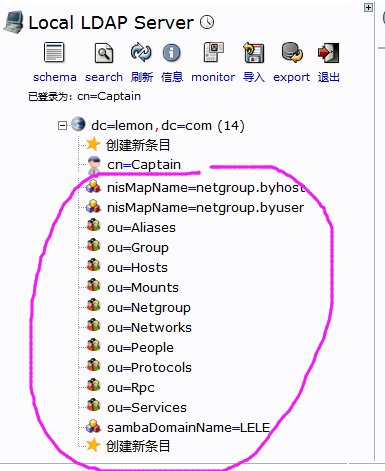 Local LDAP Server
schema search 刷新 信息 monitor 导入 export 退出
已登录为: cn=Captain
dc=lemon,dc=com (14)
创建新条目
cn=Captain
nisMapName=netgroup.byhost
nisMapName=netgroup.byuser
ou=Aliases
ou=Group
ou=Hosts
ou=Mounts
ou=Netgroup
ou=Networks
ou=People
ou=Protocols
ou=Rpc
ou=Services
sambaDomainName=LELE
创建新条目